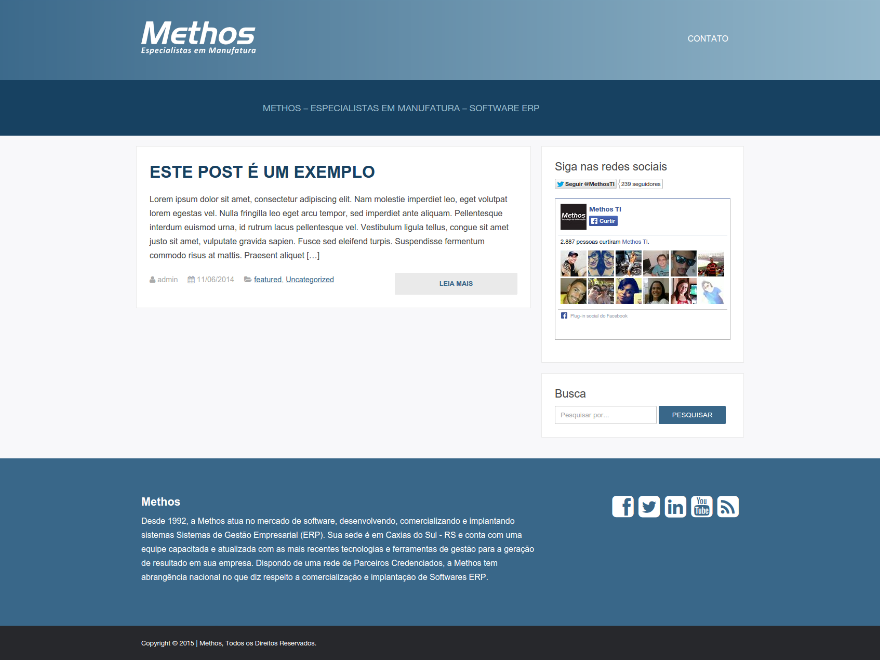 Methos
Especialistas em Manufatura
CONTATO
METHOS – ESPECIALISTAS EM MANUFATURA – SOFTWARE ERP
ESTE POST É UM EXEMPLO
Lorem ipsum dolor sit amet, consectetur adipiscing elit. Nam molestie imperdiet leo, eget volutpat
lorem egestas vel. Nulla fringilla leo eget arcu tempor, sed imperdiet ante aliquam. Pellentesque
interdum euismod urna, id rutrum lacus pellentesque vel. Vestibulum ligula tellus, congue sit amet
justo sit amet, vulputate gravida sapien. Fusce sed eleifend turpis. Suspendisse fermentum
commodo risus at mattis. Praesent aliquet […]
admin 11/06/2014 featured, Uncategorized
LEIA MAIS
Siga nas redes sociais
Seguir @MethosTI 239 seguidores
Methos
Methos TI
Curtir
2.887 pessoas curtiram Methos TI.
Plug-in social do Facebook
Busca
Pesquisar por...
PESQUISAR
Methos
Desde 1992, a Methos atua no mercado de software, desenvolvendo, comercializando e implantando
sistemas Sistemas de Gestão Empresarial (ERP). Sua sede é em Caxias do Sul - RS e conta com uma
equipe capacitada e atualizada com as mais recentes tecnologias e ferramentas de gestão para a geração
de resultado em sua empresa. Dispondo de uma rede de Parceiros Credenciados, a Methos tem
abrangência nacional no que diz respeito a comercialização e implantação de Softwares ERP.
You
Tube
Copyright © 2015 | Methos, Todos os Direitos Reservados.